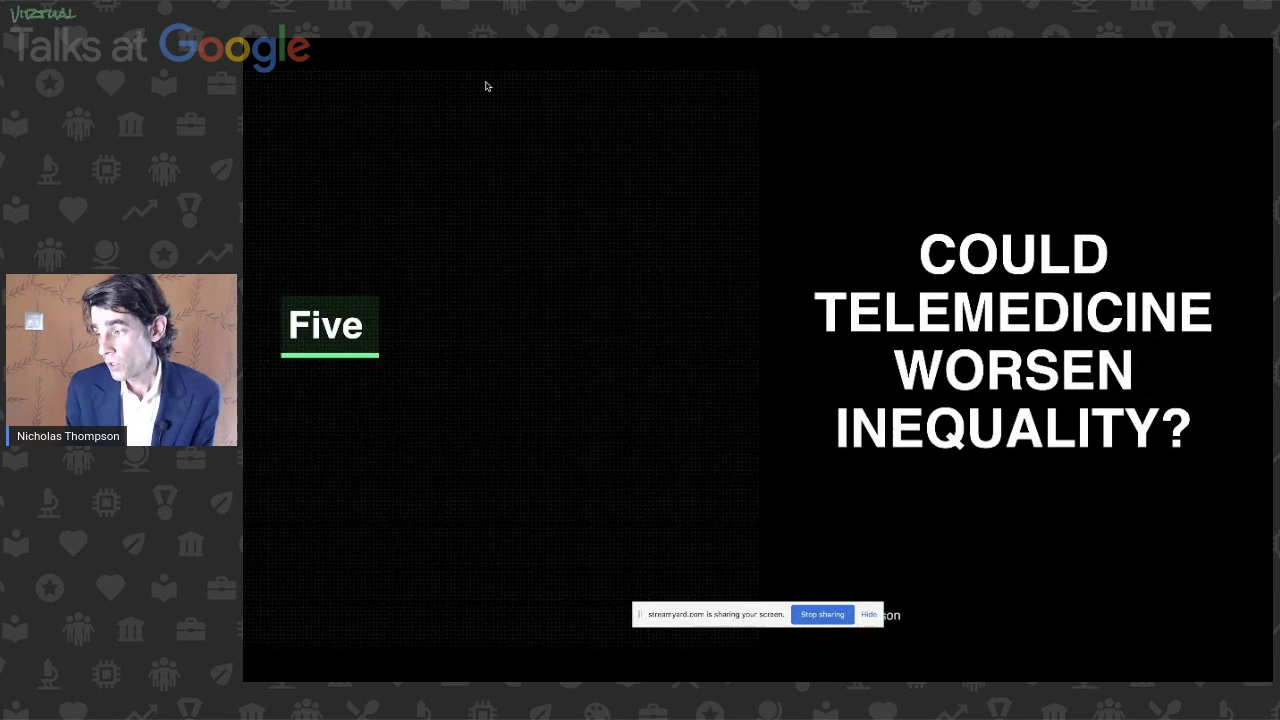 VIRTUAL
Talks at Google
Five
COULD
TELEMEDICINE
WORSEN
INEQUALITY?
Nicholas Thompson
streamyard.com is sharing your screen. Stop sharing Hide
son